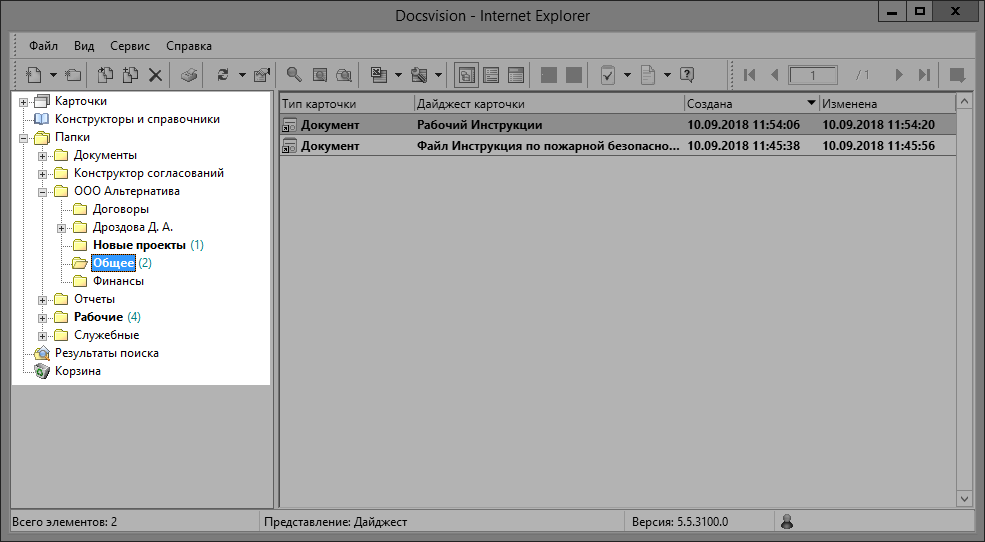 Docsvision - Internet Explorer
Файл Вид Сервис Справка
1 / 1
Карточки
Конструкторы и справочники
Папки
Документы
Конструктор согласований
ООО Альтернатива
Договоры
Дроздова Д. А.
Новые проекты (1)
Общее (2)
Финансы
Отчеты
Рабочие (4)
Служебные
Результаты поиска
Корзина
Тип карточки Дайджест карточки Создана Изменена
Документ Рабочий Инструкции 10.09.2018 11:54:06 10.09.2018 11:54:20
Документ Файл Инструкция по пожарной безопасно... 10.09.2018 11:45:38 10.09.2018 11:45:56
Всего элементов: 2 Представление: Дайджест Версия: 5.5.3100.0